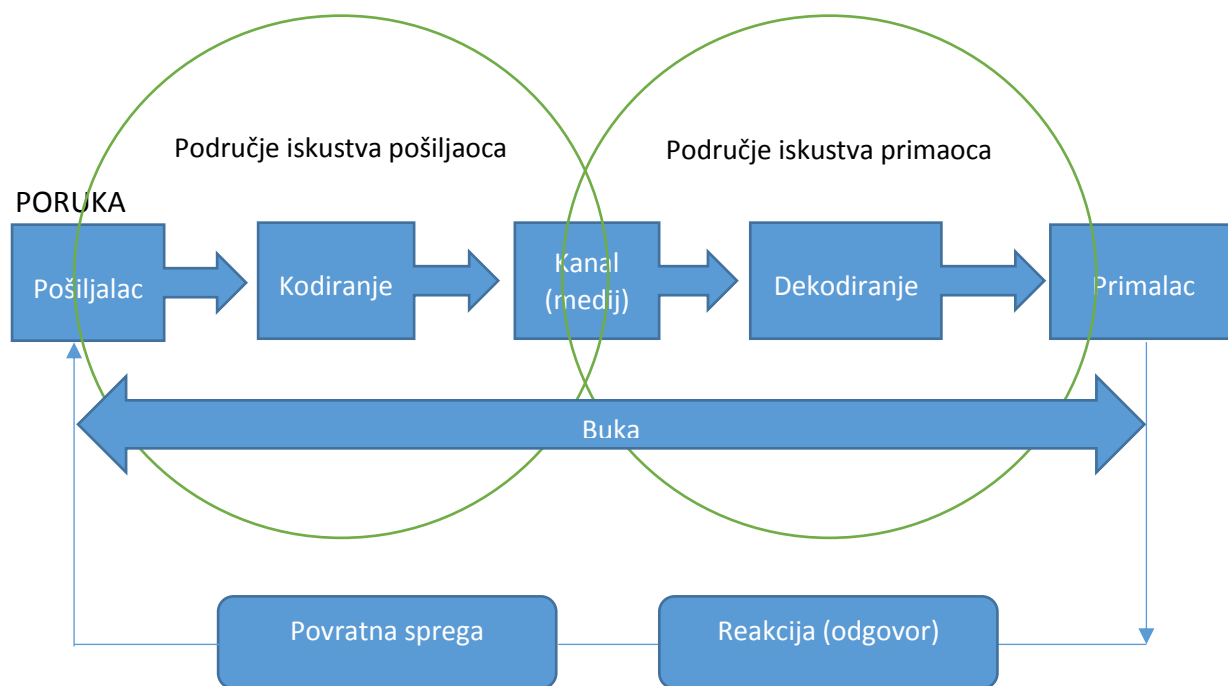 Područje iskustva pošiljaoca
Područje iskustva primaoca
PORUKA
Pošiljalac
Kodiranje
Kanal
(medij)
Dekodiranje
Primalac
Buka
Povratna sprega
Reakcija (odgovor)